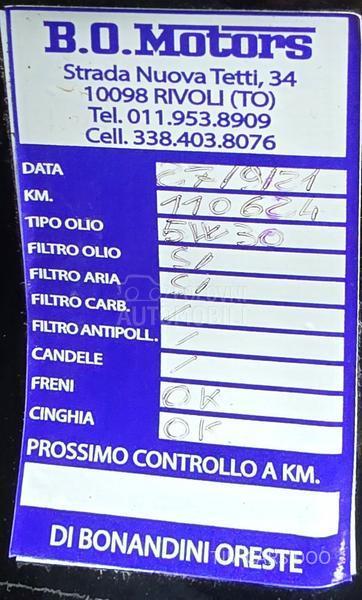 B.O.Motors
Strada Nuova Tetti, 34
10098 RIVOLI (TO)
Tel. 011.953.8909
Cell. 338.403.8076
DATA 27/9/21
KM. 110624
TIPO OLIO 5W30
FILTRO OLIO SI
FILTRO ARIA SI
FILTRO CARB. /
FILTRO ANTIPOLL. /
CANDELE /
FRENI OK
CINGHIA OK
PROSSIMO CONTROLLO A KM.
DI BONANDINI ORESTE